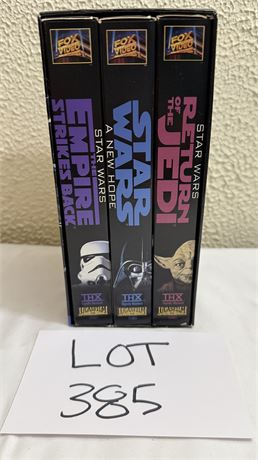 FOX
VIDEO
STAR WARS
THE
EMPIRE
STRIKES BACK
THX
FOX
VIDEO
STAR
WARS
A NEW HOPE
THX
FOX
VIDEO
STAR WARS
RETURN
OF THE
JEDI
THX
LOT
385